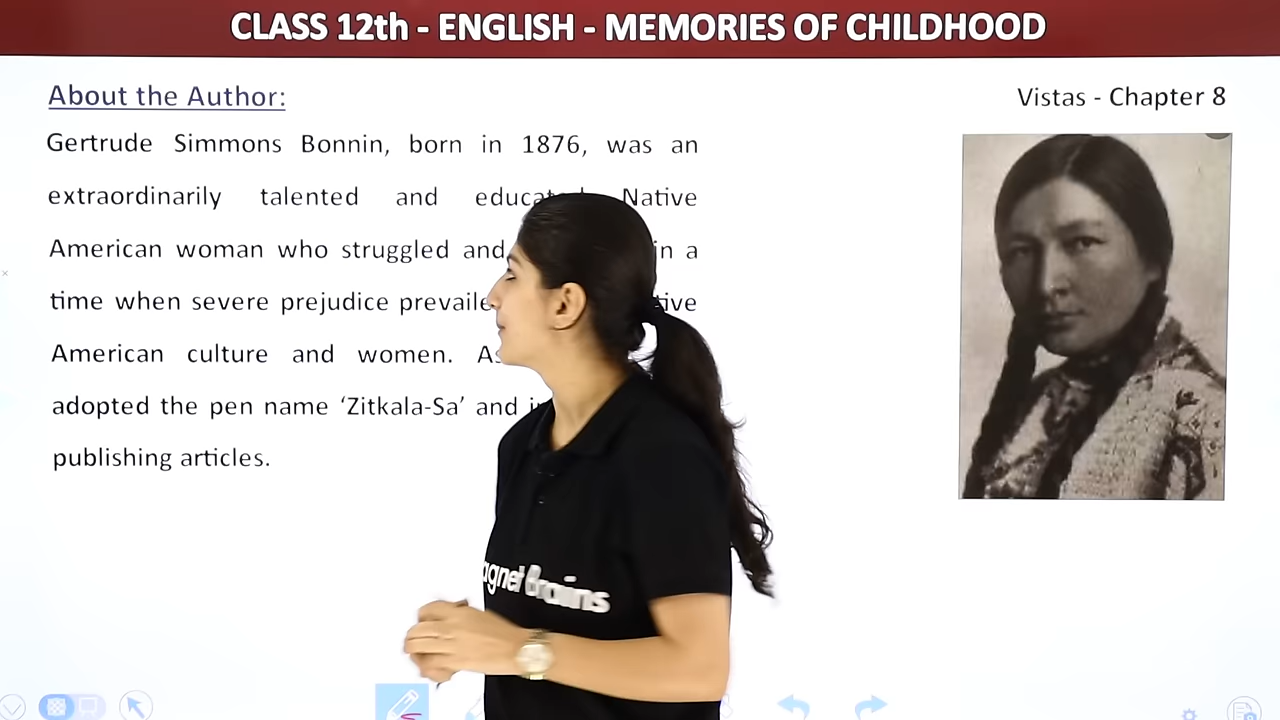 CLASS 12th - ENGLISH - MEMORIES OF CHILDHOOD
About the Author:
Vistas - Chapter 8
Gertrude Simmons Bonnin, born in 1876, was an
extraordinarily talented and Native
American woman who struggled and in a
time when severe prejudice
American culture and women.
adopted the pen name ‘Zitkala-Sa’ and
publishing articles.
Brains